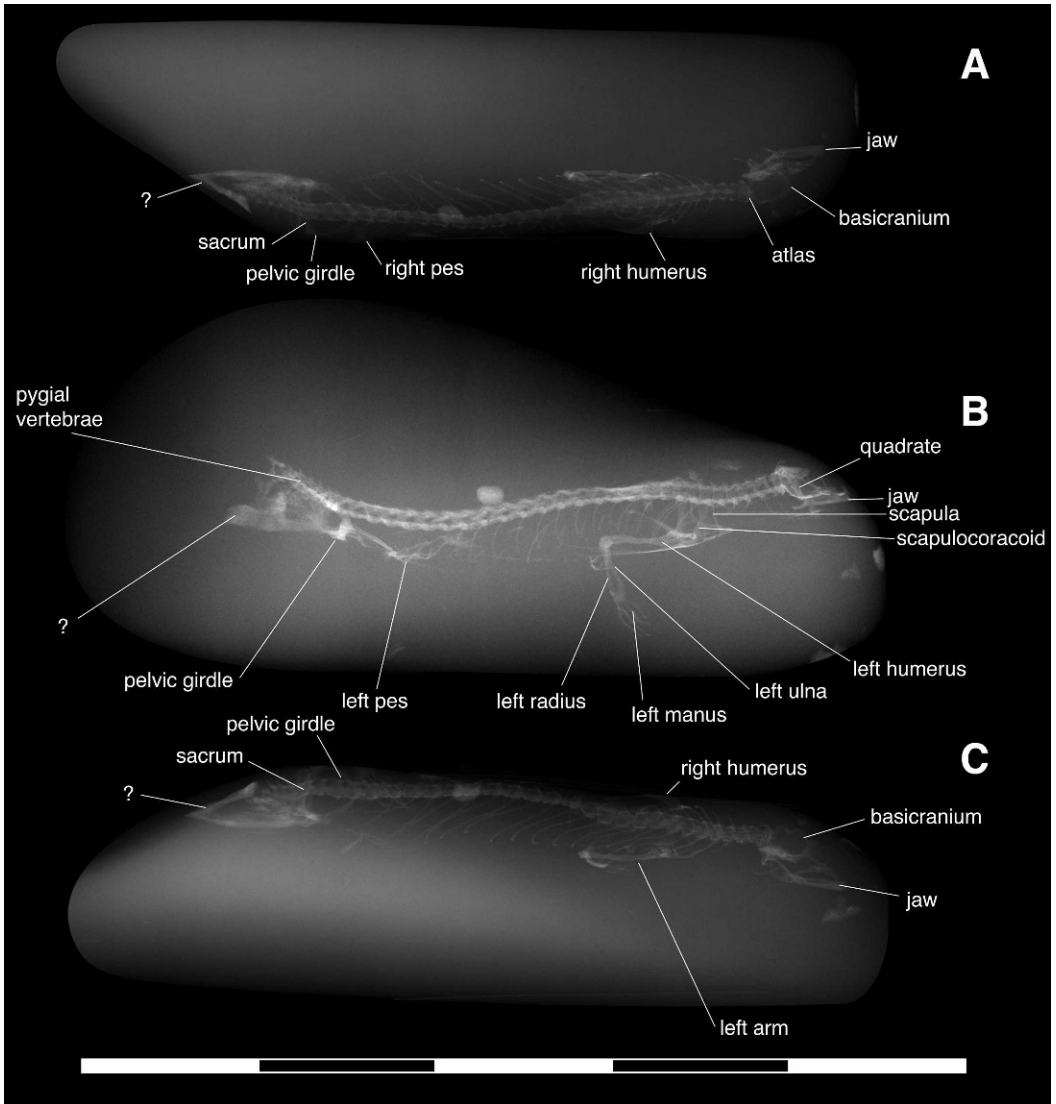 A
jaw
?
basicranium
sacrum
atlas
pelvic girdle
right pes
right humerus
B
pygial
vertebrae
quadrate
jaw
scapula
scapulocoracoid
?
pelvic girdle
left pes
left radius
left manus
left ulna
left humerus
C
pelvic girdle
sacrum
right humerus
?
basicranium
jaw
left arm